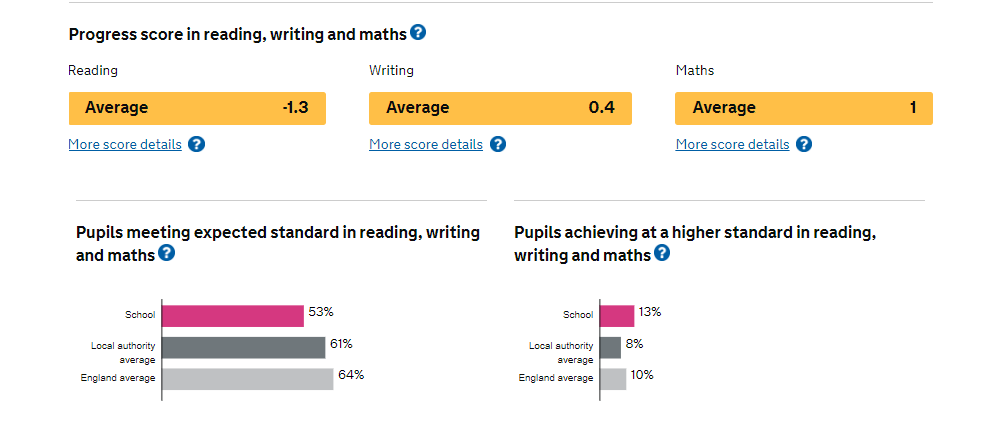 Progress score in reading, writing and maths ?
Reading
Writing
Maths
Average -1.3
Average 0.4
Average 1
More score details ?
More score details ?
More score details ?
Pupils meeting expected standard in reading, writing
and maths ?
School 53%
Local authority
average 61%
England average 64%
Pupils achieving at a higher standard in reading,
writing and maths ?
School 13%
Local authority
average 8%
England average 10%